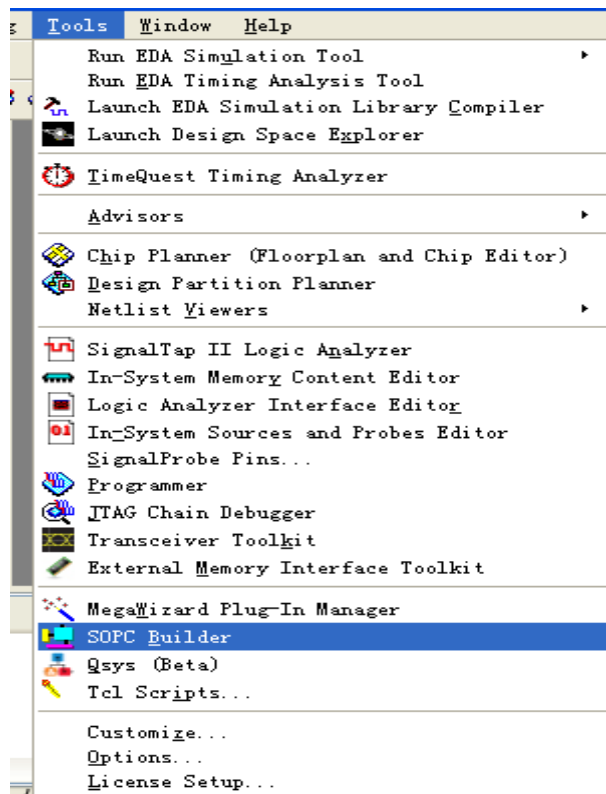 Tools Window Help
Run EDA Simulation Tool
Run EDA Timing Analysis Tool
Launch EDA Simulation Library Compiler
Launch Design Space Explorer
TimeQuest Timing Analyzer
Advisors
Chip Planner (Floorplan and Chip Editor)
Design Partition Planner
Netlist Viewers
SignalTap II Logic Analyzer
In-System Memory Content Editor
Logic Analyzer Interface Editor
In-System Sources and Probes Editor
SignalProbe Pins...
Programmer
JTAG Chain Debugger
Transceiver Toolkit
External Memory Interface Toolkit
MegaWizard Plug-In Manager
SOPC Builder
Qsys (Beta)
Tcl Scripts...
Customize...
Options...
License Setup...